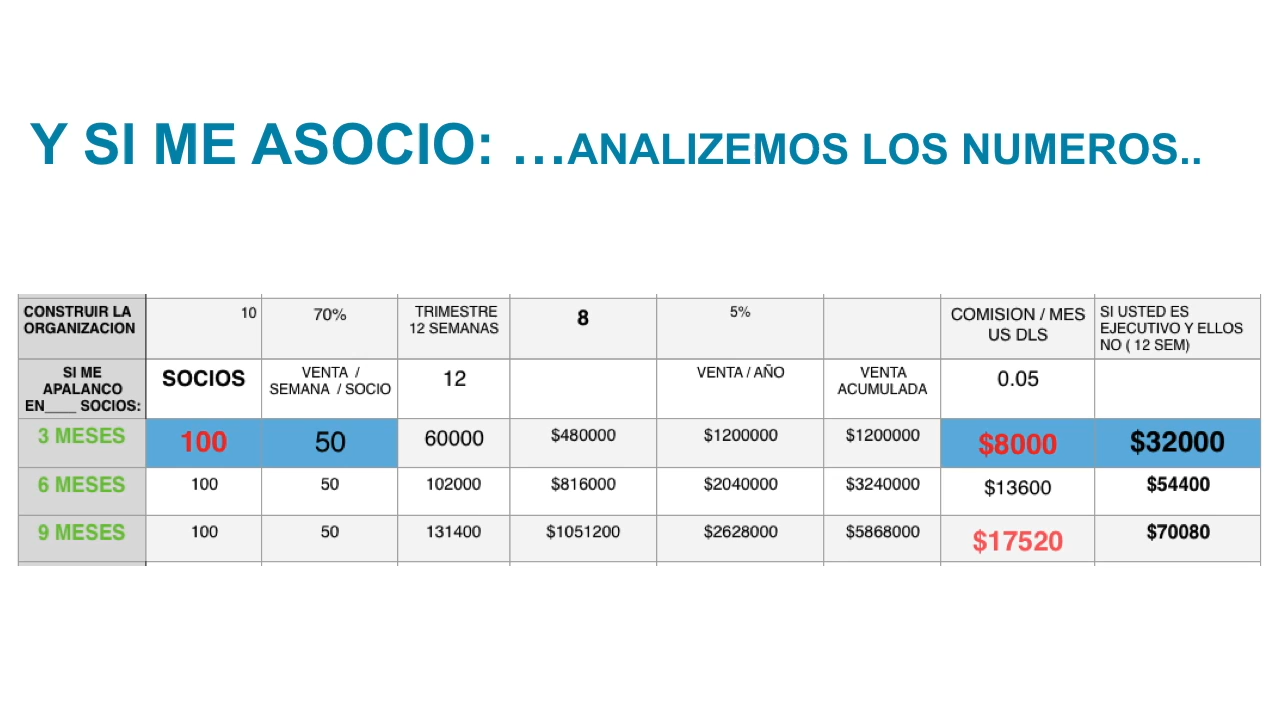 Y SI ME ASOCIO: …ANALIZEMOS LOS NUMEROS..
CONSTRUIR LA ORGANIZACION 10 70% TRIMESTRE 12 SEMANAS 8 5% COMISION / MES US DLS SI USTED ES EJECUTIVO Y ELLOS NO ( 12 SEM)
SI ME APALANCO EN____ SOCIOS: SOCIOS VENTA / SEMANA / SOCIO 12 VENTA / AÑO VENTA ACUMULADA 0.05
3 MESES 100 50 60000 $480000 $1200000 $1200000 $8000 $32000
6 MESES 100 50 102000 $816000 $2040000 $3240000 $13600 $54400
9 MESES 100 50 131400 $1051200 $2628000 $5868000 $17520 $70080